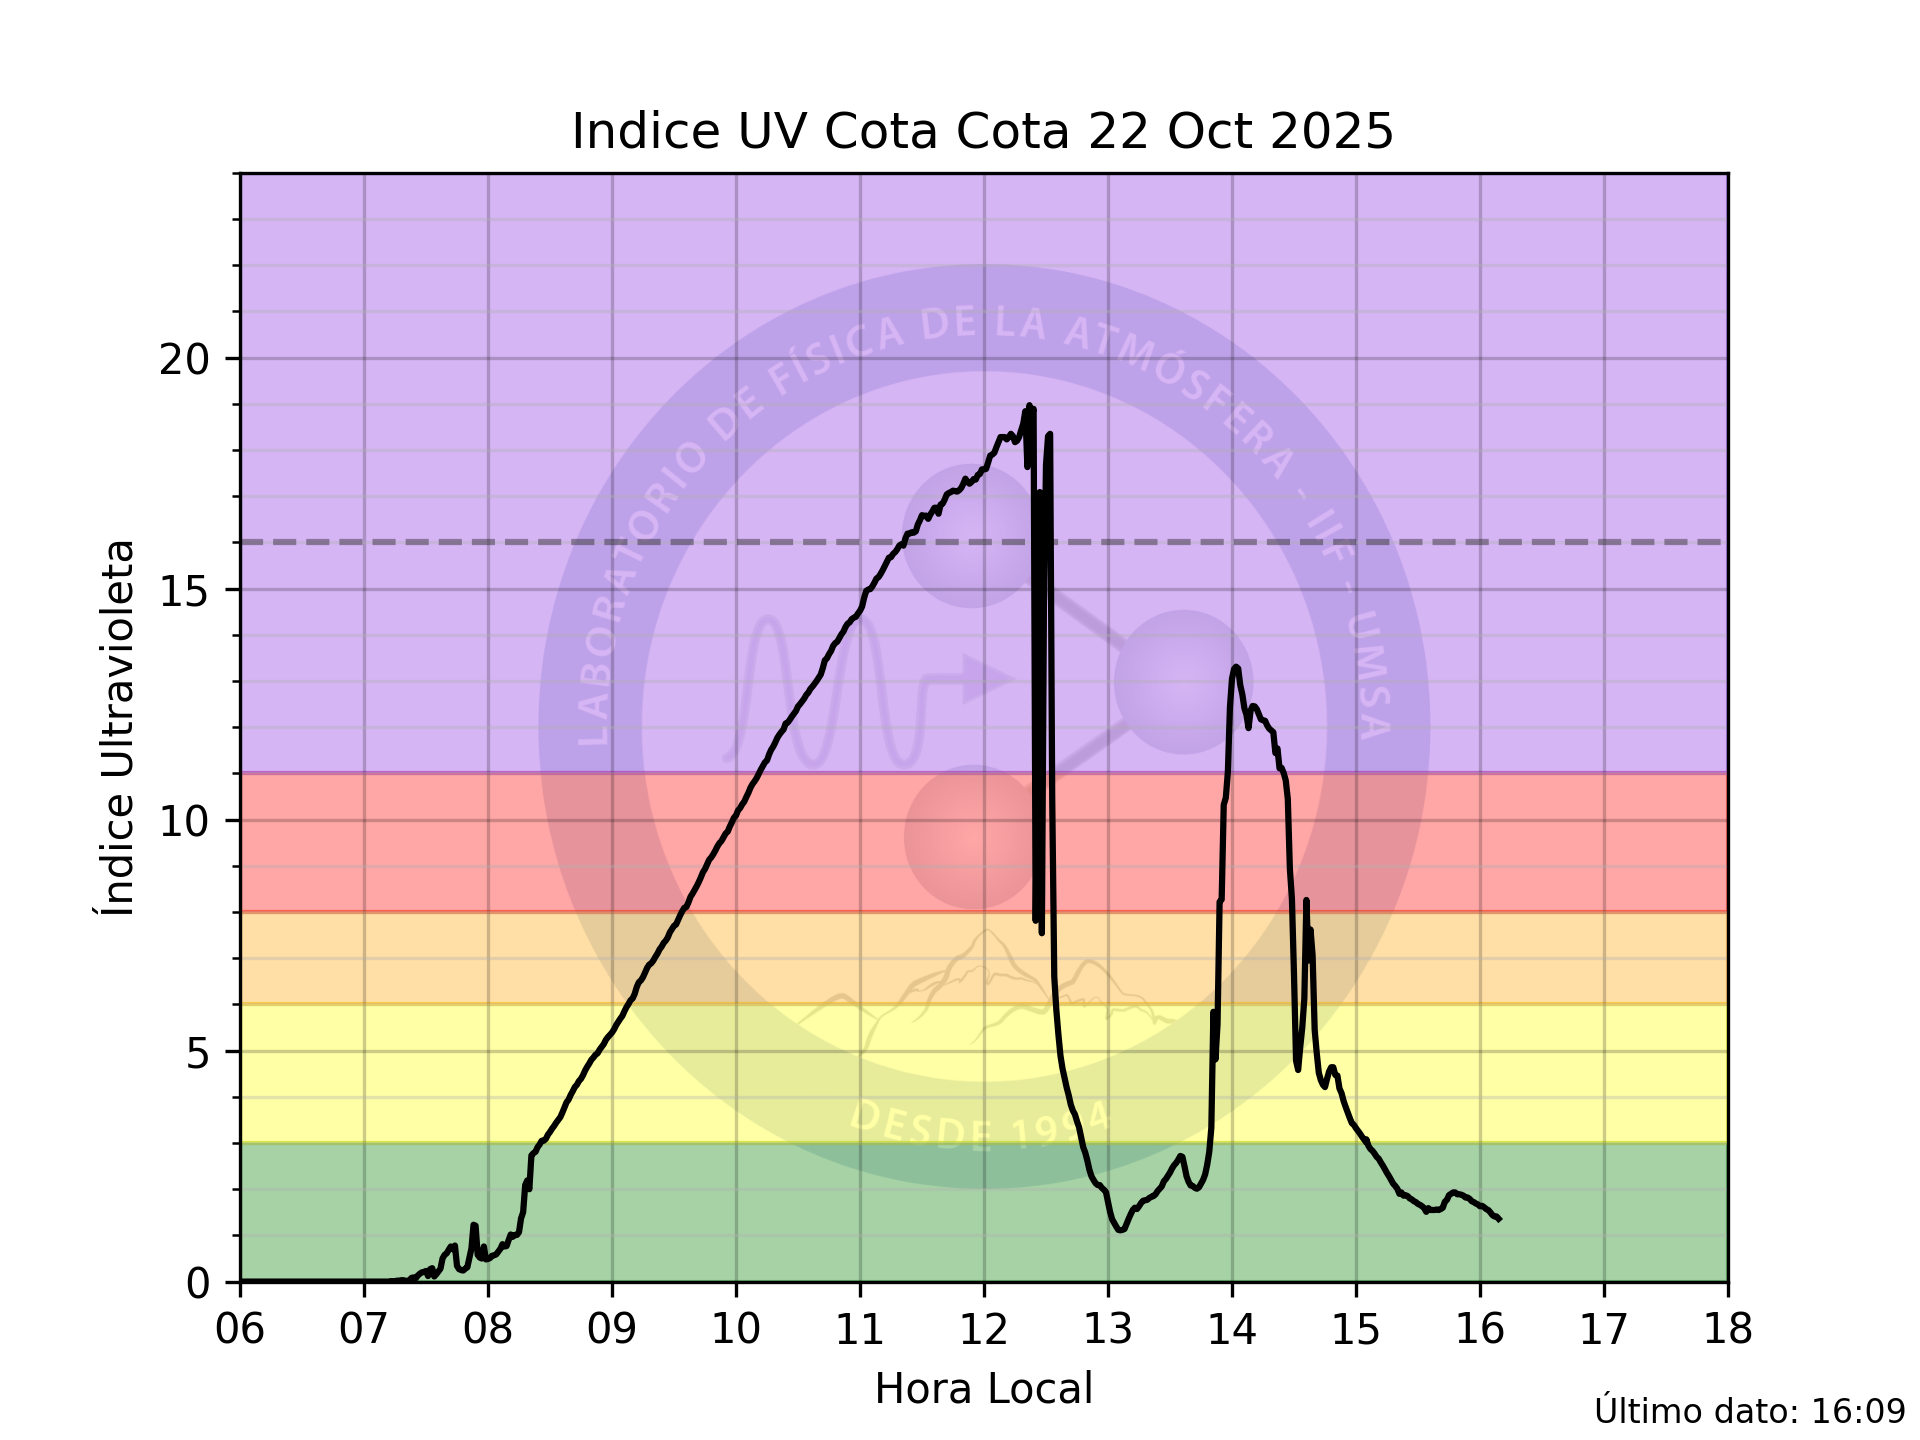 Indice UV Cota Cota 22 Oct 2025
LABORATORIO DE FÍSICA DE LA ATMÓSFERA - IIF - UMSA
DESDE 1994
Índice Ultravioleta
20
15
10
5
0
06 07 08 09 10 11 12 13 14 15 16 17 18
Hora Local
Último dato: 16:09